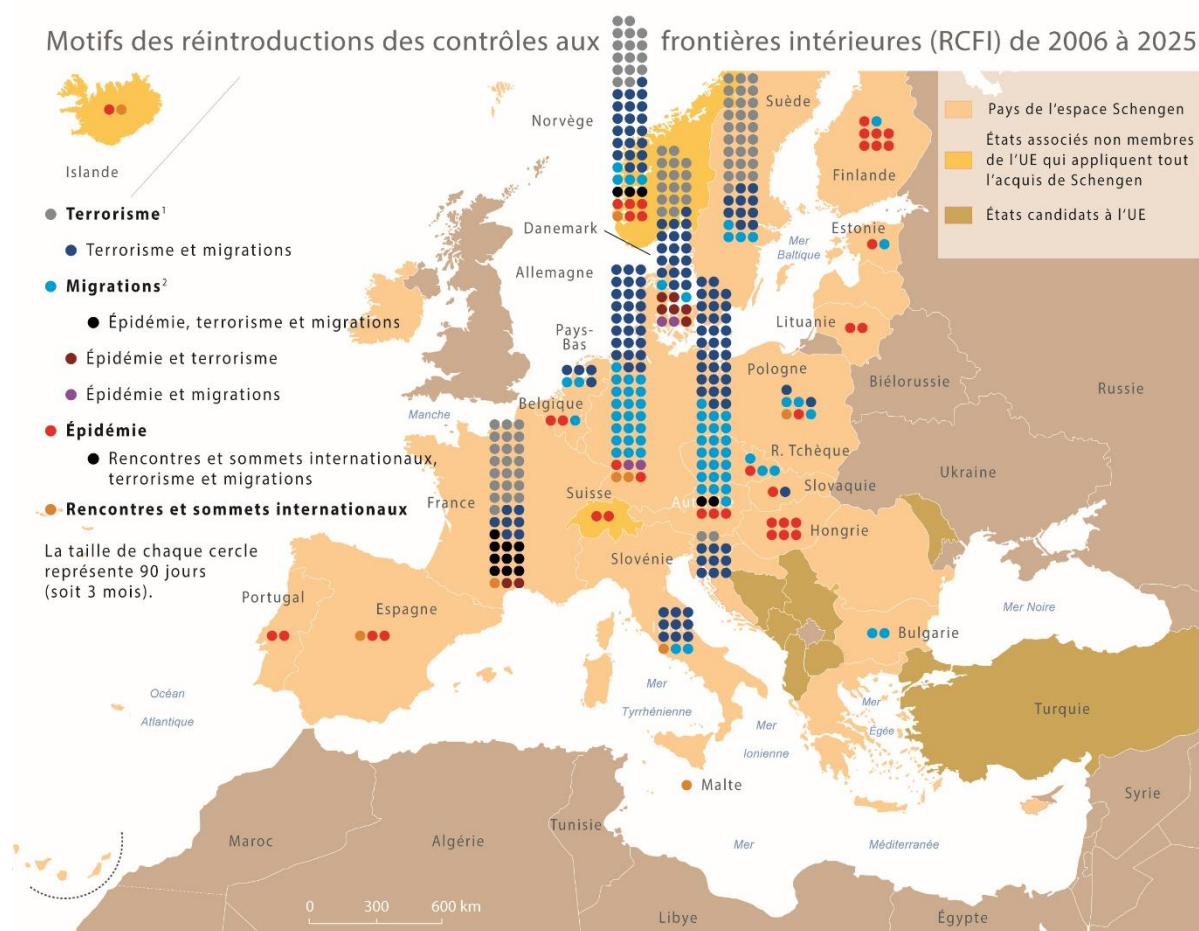 Motifs des réintroductions des contrôles aux frontières intérieures (RCFI) de 2006 à 2025
Islande
Norvège
Suède
Finlande
Pays de l'espace Schengen
États associés non membres
de l'UE qui appliquent tout
l'acquis de Schengen
États candidats à l'UE
Terrorisme¹
Terrorisme et migrations
Migrations²
Épidémie, terrorisme et migrations
Épidémie et terrorisme
Épidémie et migrations
Épidémie
Rencontres et sommets internationaux,
terrorisme et migrations
Rencontres et sommets internationaux
La taille de chaque cercle
représente 90 jours
(soit 3 mois).
Danemark
Allemagne
Estonie
Mer
Baltique
Lituanie
Pays-
Bas
Pologne
Biélorussie
Russie
Manche
Belgique
R. Tchèque
Ukraine
Slovaquie
France
Suisse
Hongrie
Slovénie
Portugal
Espagne
Mer Noire
Bulgarie
Océan
Atlantique
Mer
Tyrrhénienne
Mer
Ionienne
Mer
Égée
Turquie
Malte
Syrie
Maroc
Algérie
Tunisie
Mer
Méditerranée
0 300 600 km
Libye
Égypte